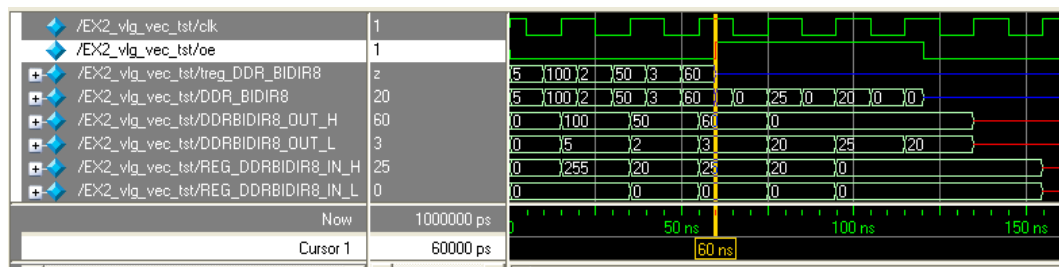 /EX2_vlg_vec_tst/clk 1
/EX2_vlg_vec_tst/oe 1
/EX2_vlg_vec_tst/treg_DDR_BIDIR8 z 5 100 2 50 3 60
/EX2_vlg_vec_tst/DDR_BIDIR8 20 5 100 2 50 3 60 0 25 0 20 0 0
/EX2_vlg_vec_tst/DDRBIDIR8_OUT_H 60 0 100 50 60 0
/EX2_vlg_vec_tst/DDRBIDIR8_OUT_L 3 0 5 2 3 20 25 20
/EX2_vlg_vec_tst/REG_DDRBIDIR8_IN_H 25 0 255 20 25 20 0
/EX2_vlg_vec_tst/REG_DDRBIDIR8_IN_L 0 0 0 0 0
Now 1000000 ps 50 ns 100 ns 150 ns
Cursor 1 60000 ps 60 ns